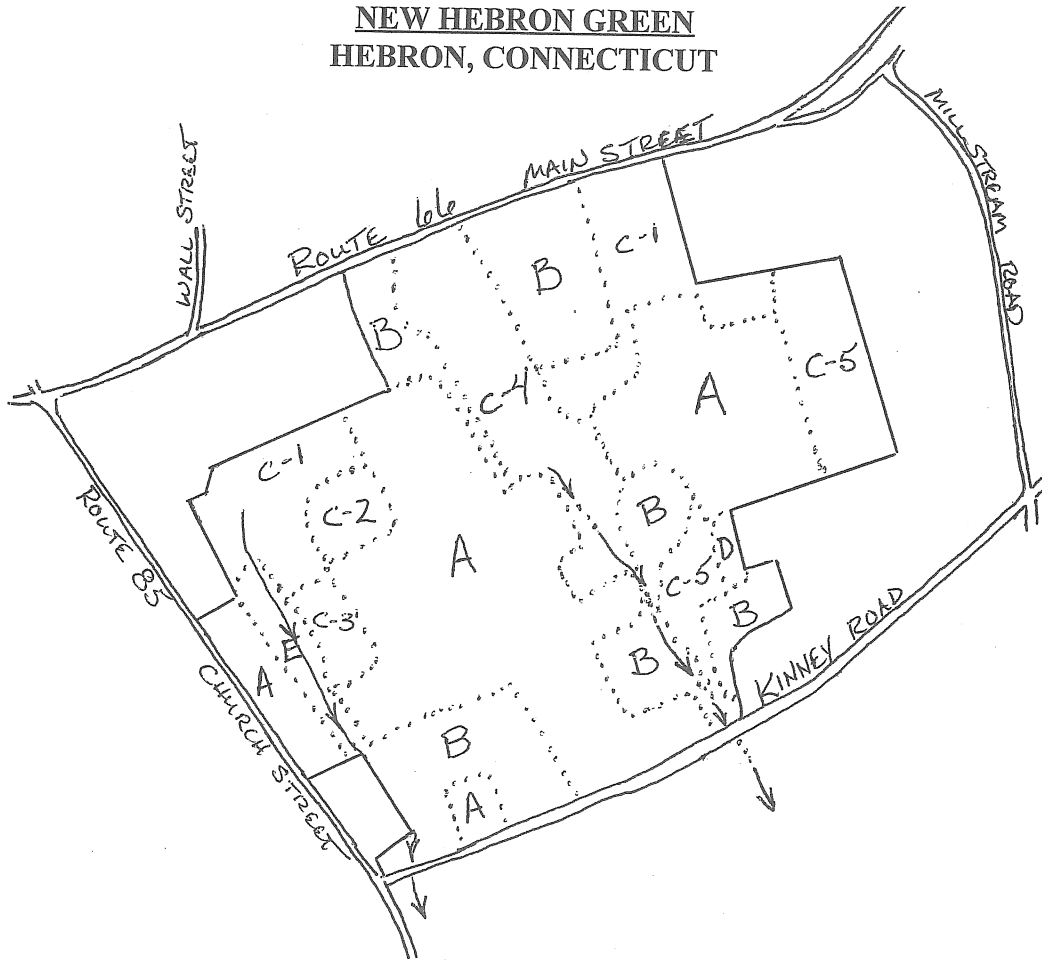 NEW HEBRON GREEN
HEBRON, CONNECTICUT
MAIN STREET
MILL STREAM ROAD
WALL STREET
ROUTE 66
C-1
B
B
C-5
C-4
A
C-1
C-2
B
ROUTE 85
A
D
C-5
C-3
B
E
B
A
KINNEY ROAD
CHURCH STREET
B
A